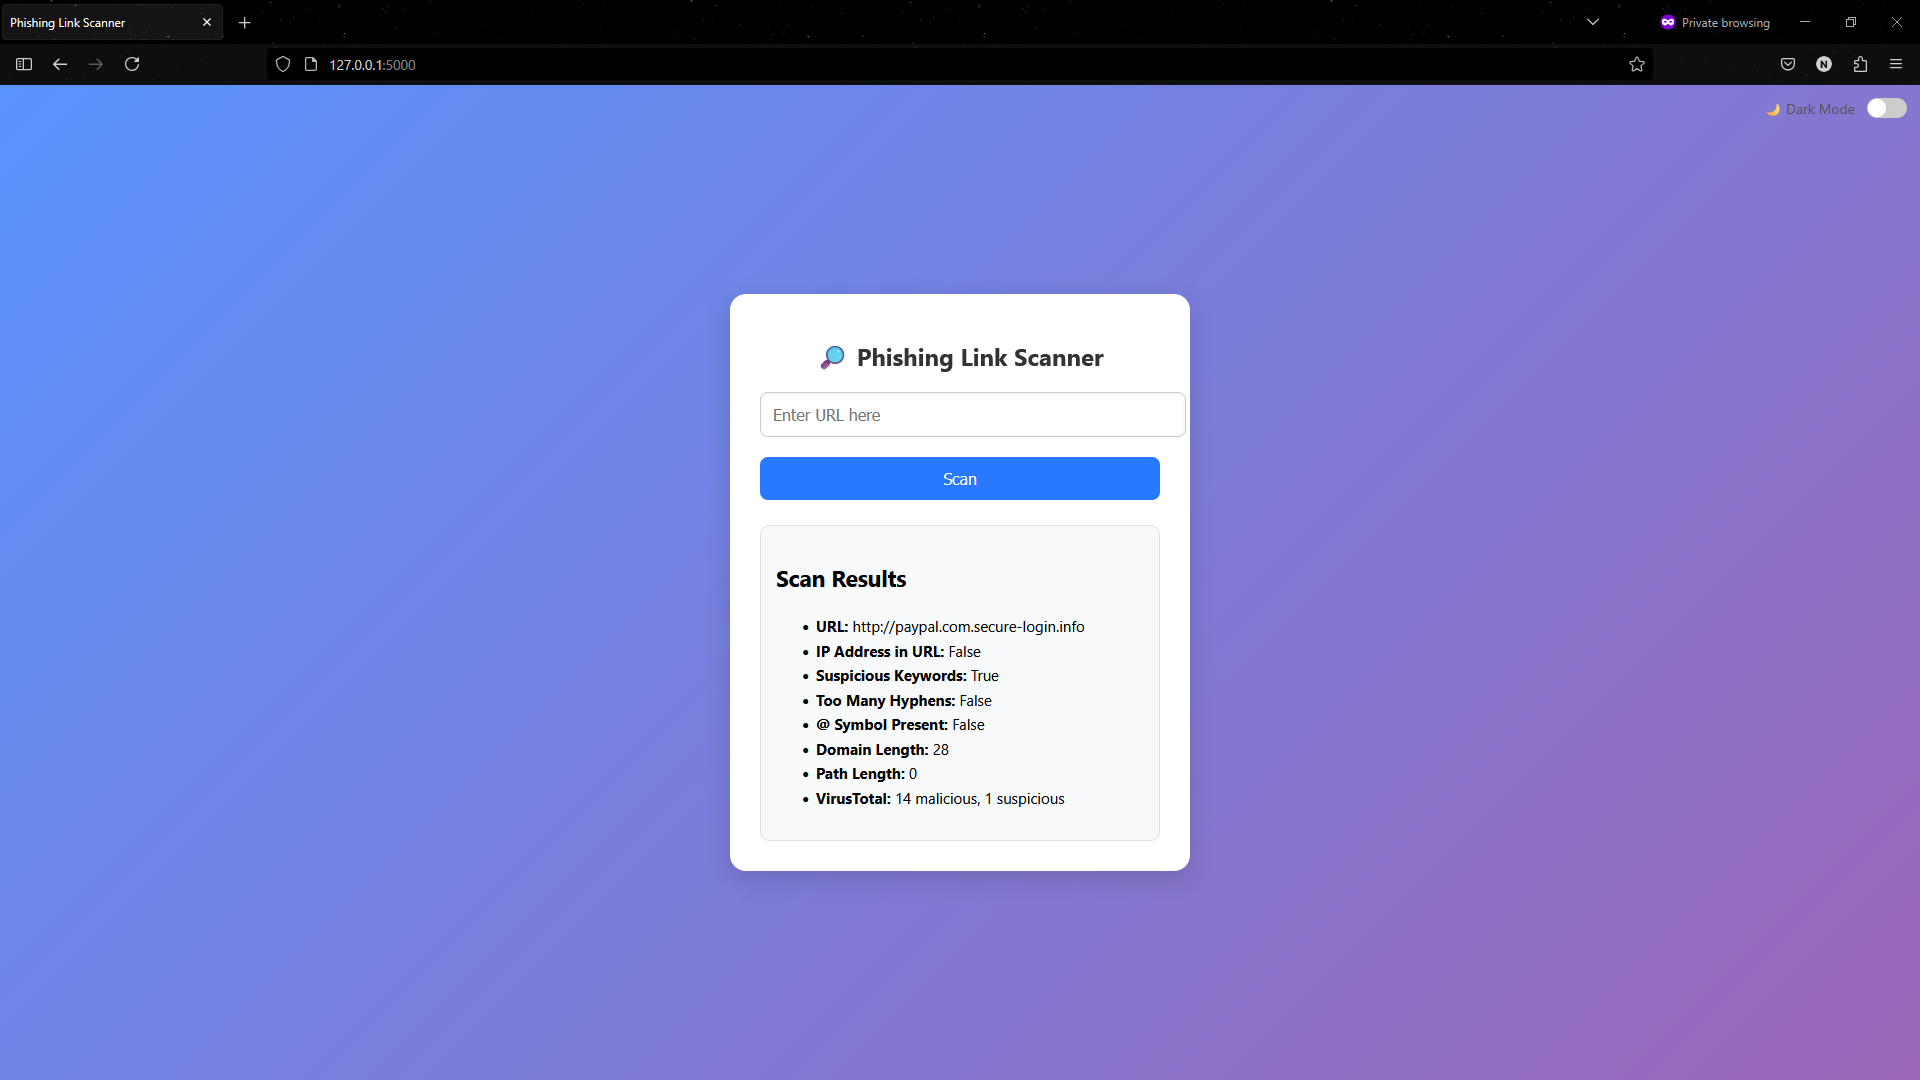 Phishing Link Scanner
Private browsing
127.0.0.1:5000
N
🌙 Dark Mode
🔎 Phishing Link Scanner
Enter URL here
Scan
Scan Results
• URL: http://paypal.com.secure-login.info
• IP Address in URL: False
• Suspicious Keywords: True
• Too Many Hyphens: False
• @ Symbol Present: False
• Domain Length: 28
• Path Length: 0
• VirusTotal: 14 malicious, 1 suspicious